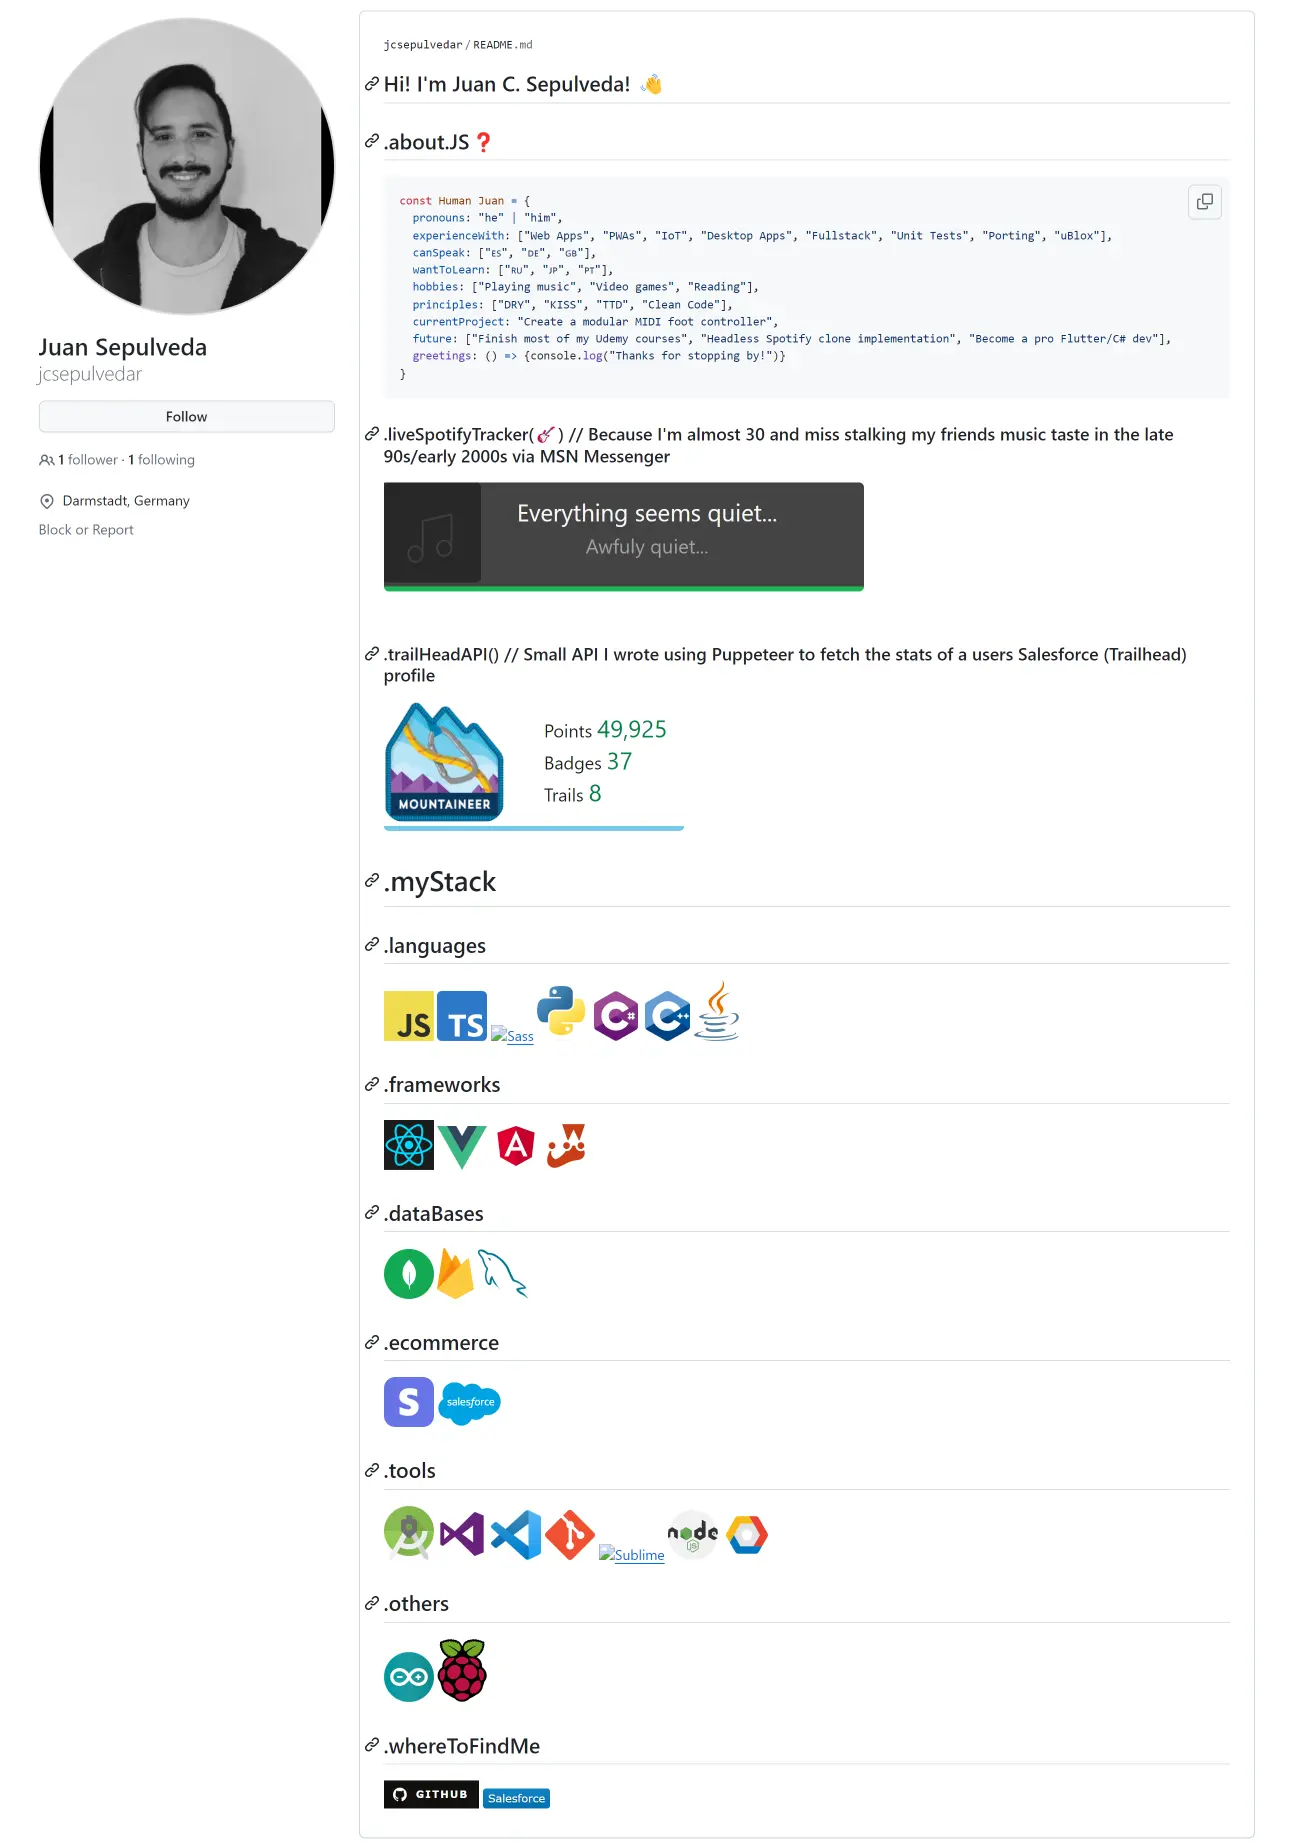 Juan Sepulveda
jcsepulvedar
Follow
1 follower · 1 following
Darmstadt, Germany
Block or Report
jcsepulvedar / README.md
Hi! I'm Juan C. Sepulveda! 👋
.about.JS ❓
const Human Juan = {
pronouns: "he" | "him",
experienceWith: ["Web Apps", "PWAs", "IoT", "Desktop Apps", "Fullstack", "Unit Tests", "Porting", "uBlox"],
canSpeak: ["ES", "DE", "GB"],
wantToLearn: ["RU", "JP", "PT"],
hobbies: ["Playing music", "Video games", "Reading"],
principles: ["DRY", "KISS", "TTD", "Clean Code"],
currentProject: "Create a modular MIDI foot controller",
future: ["Finish most of my Udemy courses", "Headless Spotify clone implementation", "Become a pro Flutter/C# dev"],
greetings: () => {console.log("Thanks for stopping by!")}
}
.liveSpotifyTracker(🎸) // Because I'm almost 30 and miss stalking my friends music taste in the late
90s/early 2000s via MSN Messenger
Everything seems quiet...
Awfuly quiet...
.trailHeadAPI() // Small API I wrote using Puppeteer to fetch the stats of a users Salesforce (Trailhead)
profile
MOUNTAINEER
Points 49,925
Badges 37
Trails 8
.myStack
.languages
JS TS Sass C# C++
.frameworks
A
.dataBases
.ecommerce
S salesforce
.tools
Sublime node JS
.others
.whereToFindMe
GITHUB Salesforce